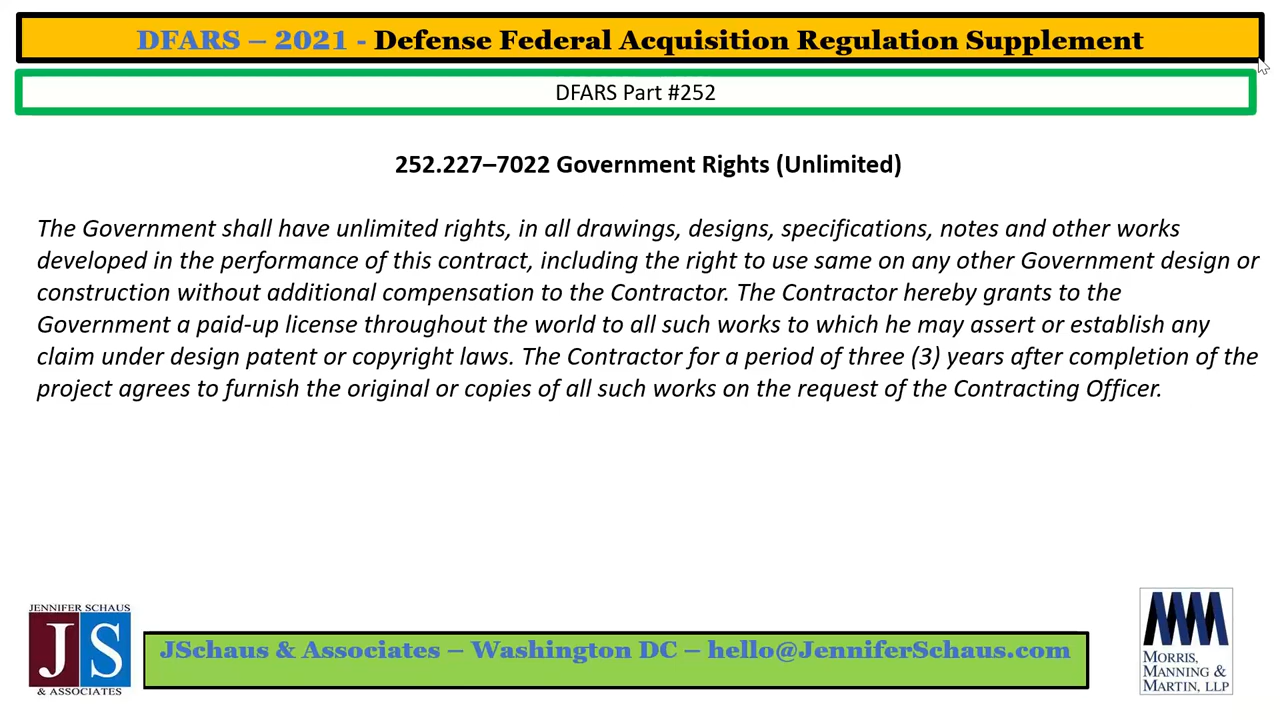 DFARS – 2021 - Defense Federal Acquisition Regulation Supplement
DFARS Part #252
252.227–7022 Government Rights (Unlimited)
The Government shall have unlimited rights, in all drawings, designs, specifications, notes and other works
developed in the performance of this contract, including the right to use same on any other Government design or
construction without additional compensation to the Contractor. The Contractor hereby grants to the
Government a paid-up license throughout the world to all such works to which he may assert or establish any
claim under design patent or copyright laws. The Contractor for a period of three (3) years after completion of the
project agrees to furnish the original or copies of all such works on the request of the Contracting Officer.
JENNIFER SCHAUS
JS
& ASSOCIATES
JSchaus & Associates – Washington DC – hello@JenniferSchaus.com
MMM
MORRIS,
MANNING &
MARTIN, LLP